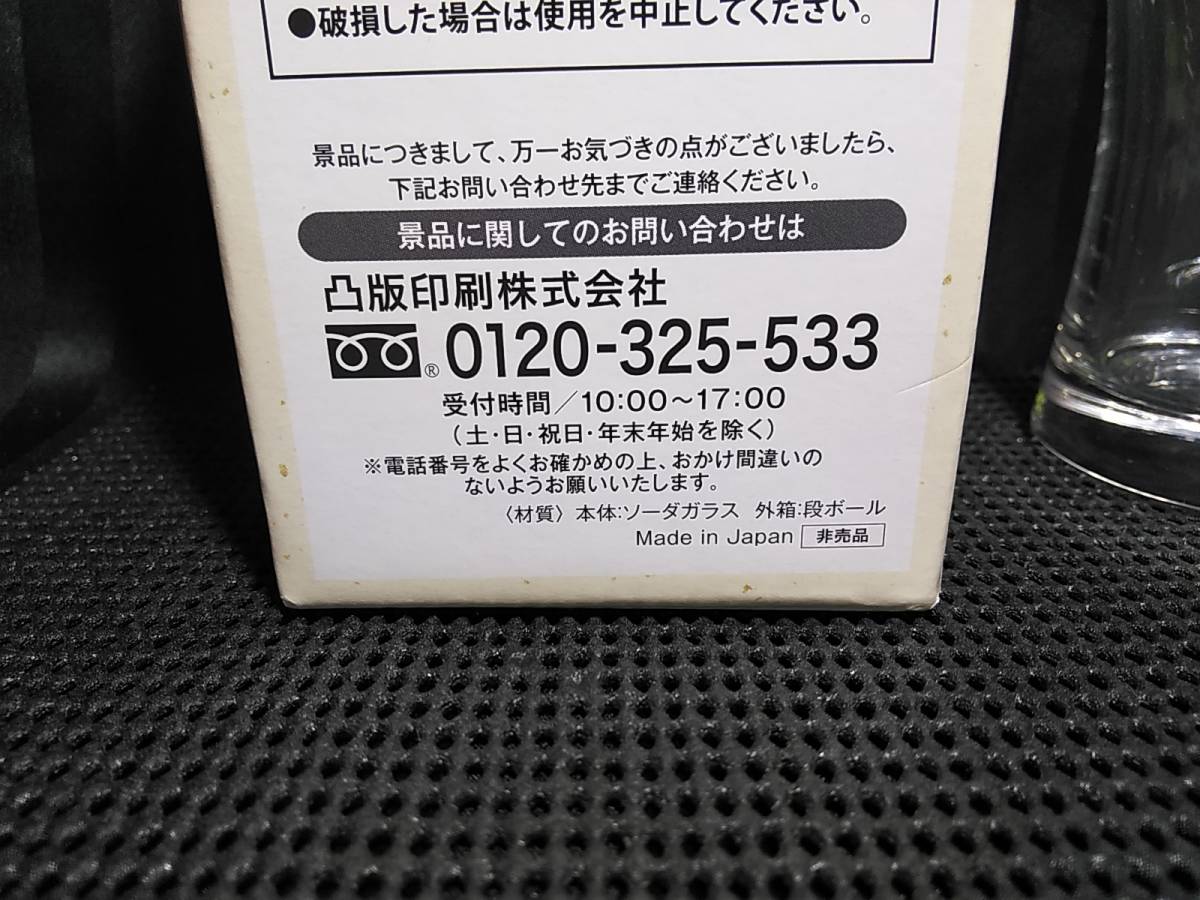 ●破損した場合は使用を中止してください。
景品につきまして、万一お気づきの点がございましたら、
下記お問い合わせ先までご連絡ください。
景品に関してのお問い合わせは
凸版印刷株式会社
® 0120-325-533
受付時間/10:00～17:00
(土・日・祝日・年末年始を除く)
※電話番号をよくお確かめの上、おかけ間違いの
ないようお願いいたします。
〈材質〉本体:ソーダガラス 外箱:段ボール
Made in Japan 非売品